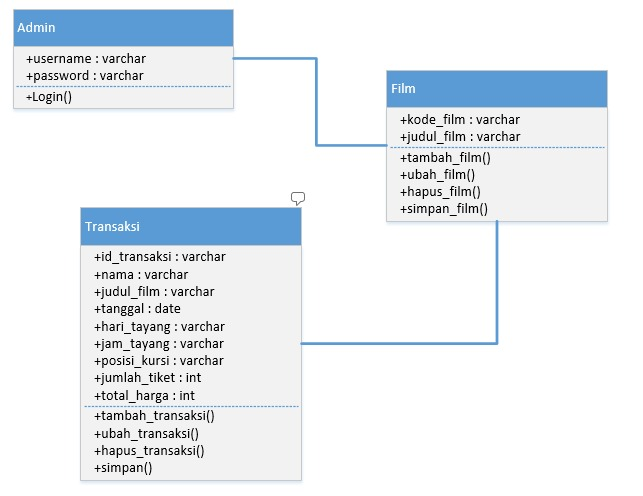 Admin
+username : varchar
+password : varchar
+Login()
Film
+kode_film : varchar
+judul_film : varchar
+tambah_film()
+ubah_film()
+hapus_film()
+simpan_film()
Transaksi
+id_transaksi : varchar
+nama : varchar
+judul_film : varchar
+tanggal : date
+hari_tayang : varchar
+jam_tayang : varchar
+posisi_kursi : varchar
+jumlah_tiket : int
+total_harga : int
+tambah_transaksi()
+ubah_transaksi()
+hapus_transaksi()
+simpan()